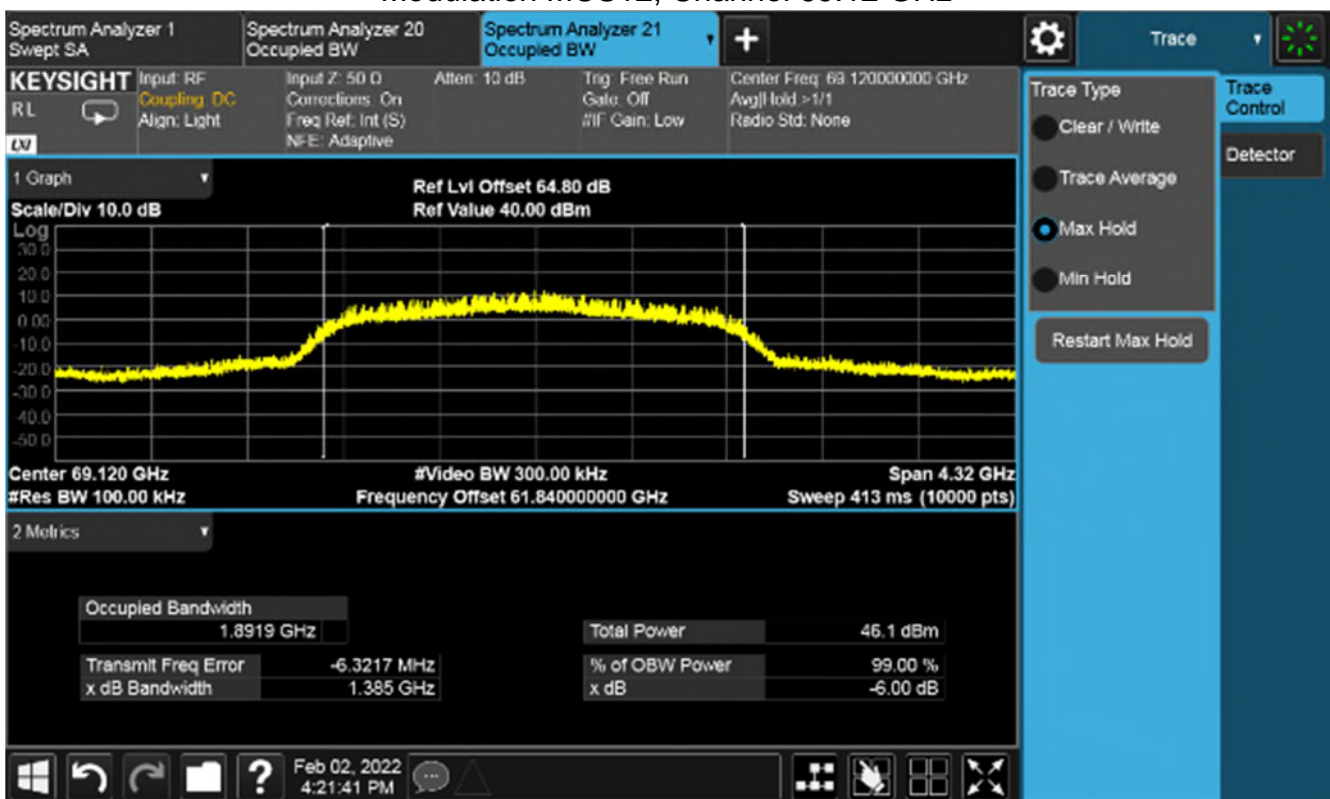 Spectrum Analyzer 1
Swept SA
Spectrum Analyzer 20
Occupied BW
Spectrum Analyzer 21
Occupied BW
Trace
KEYSIGHT
RL
LXI
Input: RF
Coupling: DC
Align: Light
Input Z: 50 Ω
Corrections: On
Freq Ref: Int (S)
NFE: Adaptive
Atten: 10 dB
Trig: Free Run
Gate: Off
#IF Gain: Low
Center Freq: 69.120000000 GHz
Avg|Hold:>1/1
Radio Std: None
Trace Type
Clear / Write
Trace Average
Max Hold
Min Hold
Restart Max Hold
Trace
Control
Detector
1 Graph
Scale/Div 10.0 dB
Ref Lvl Offset 64.80 dB
Ref Value 40.00 dBm
Log
30.0
20.0
10.0
0.00
-10.0
-20.0
-30.0
-40.0
-50.0
Center 69.120 GHz
#Res BW 100.00 kHz
#Video BW 300.00 kHz
Frequency Offset 61.840000000 GHz
Span 4.32 GHz
Sweep 413 ms (10000 pts)
2 Metrics
Occupied Bandwidth
1.8919 GHz
Transmit Freq Error -6.3217 MHz
x dB Bandwidth 1.385 GHz
Total Power 46.1 dBm
% of OBW Power 99.00 %
x dB -6.00 dB
Feb 02, 2022
4:21:41 PM